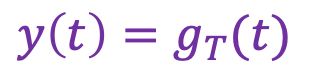 y(t) = g_T(t)